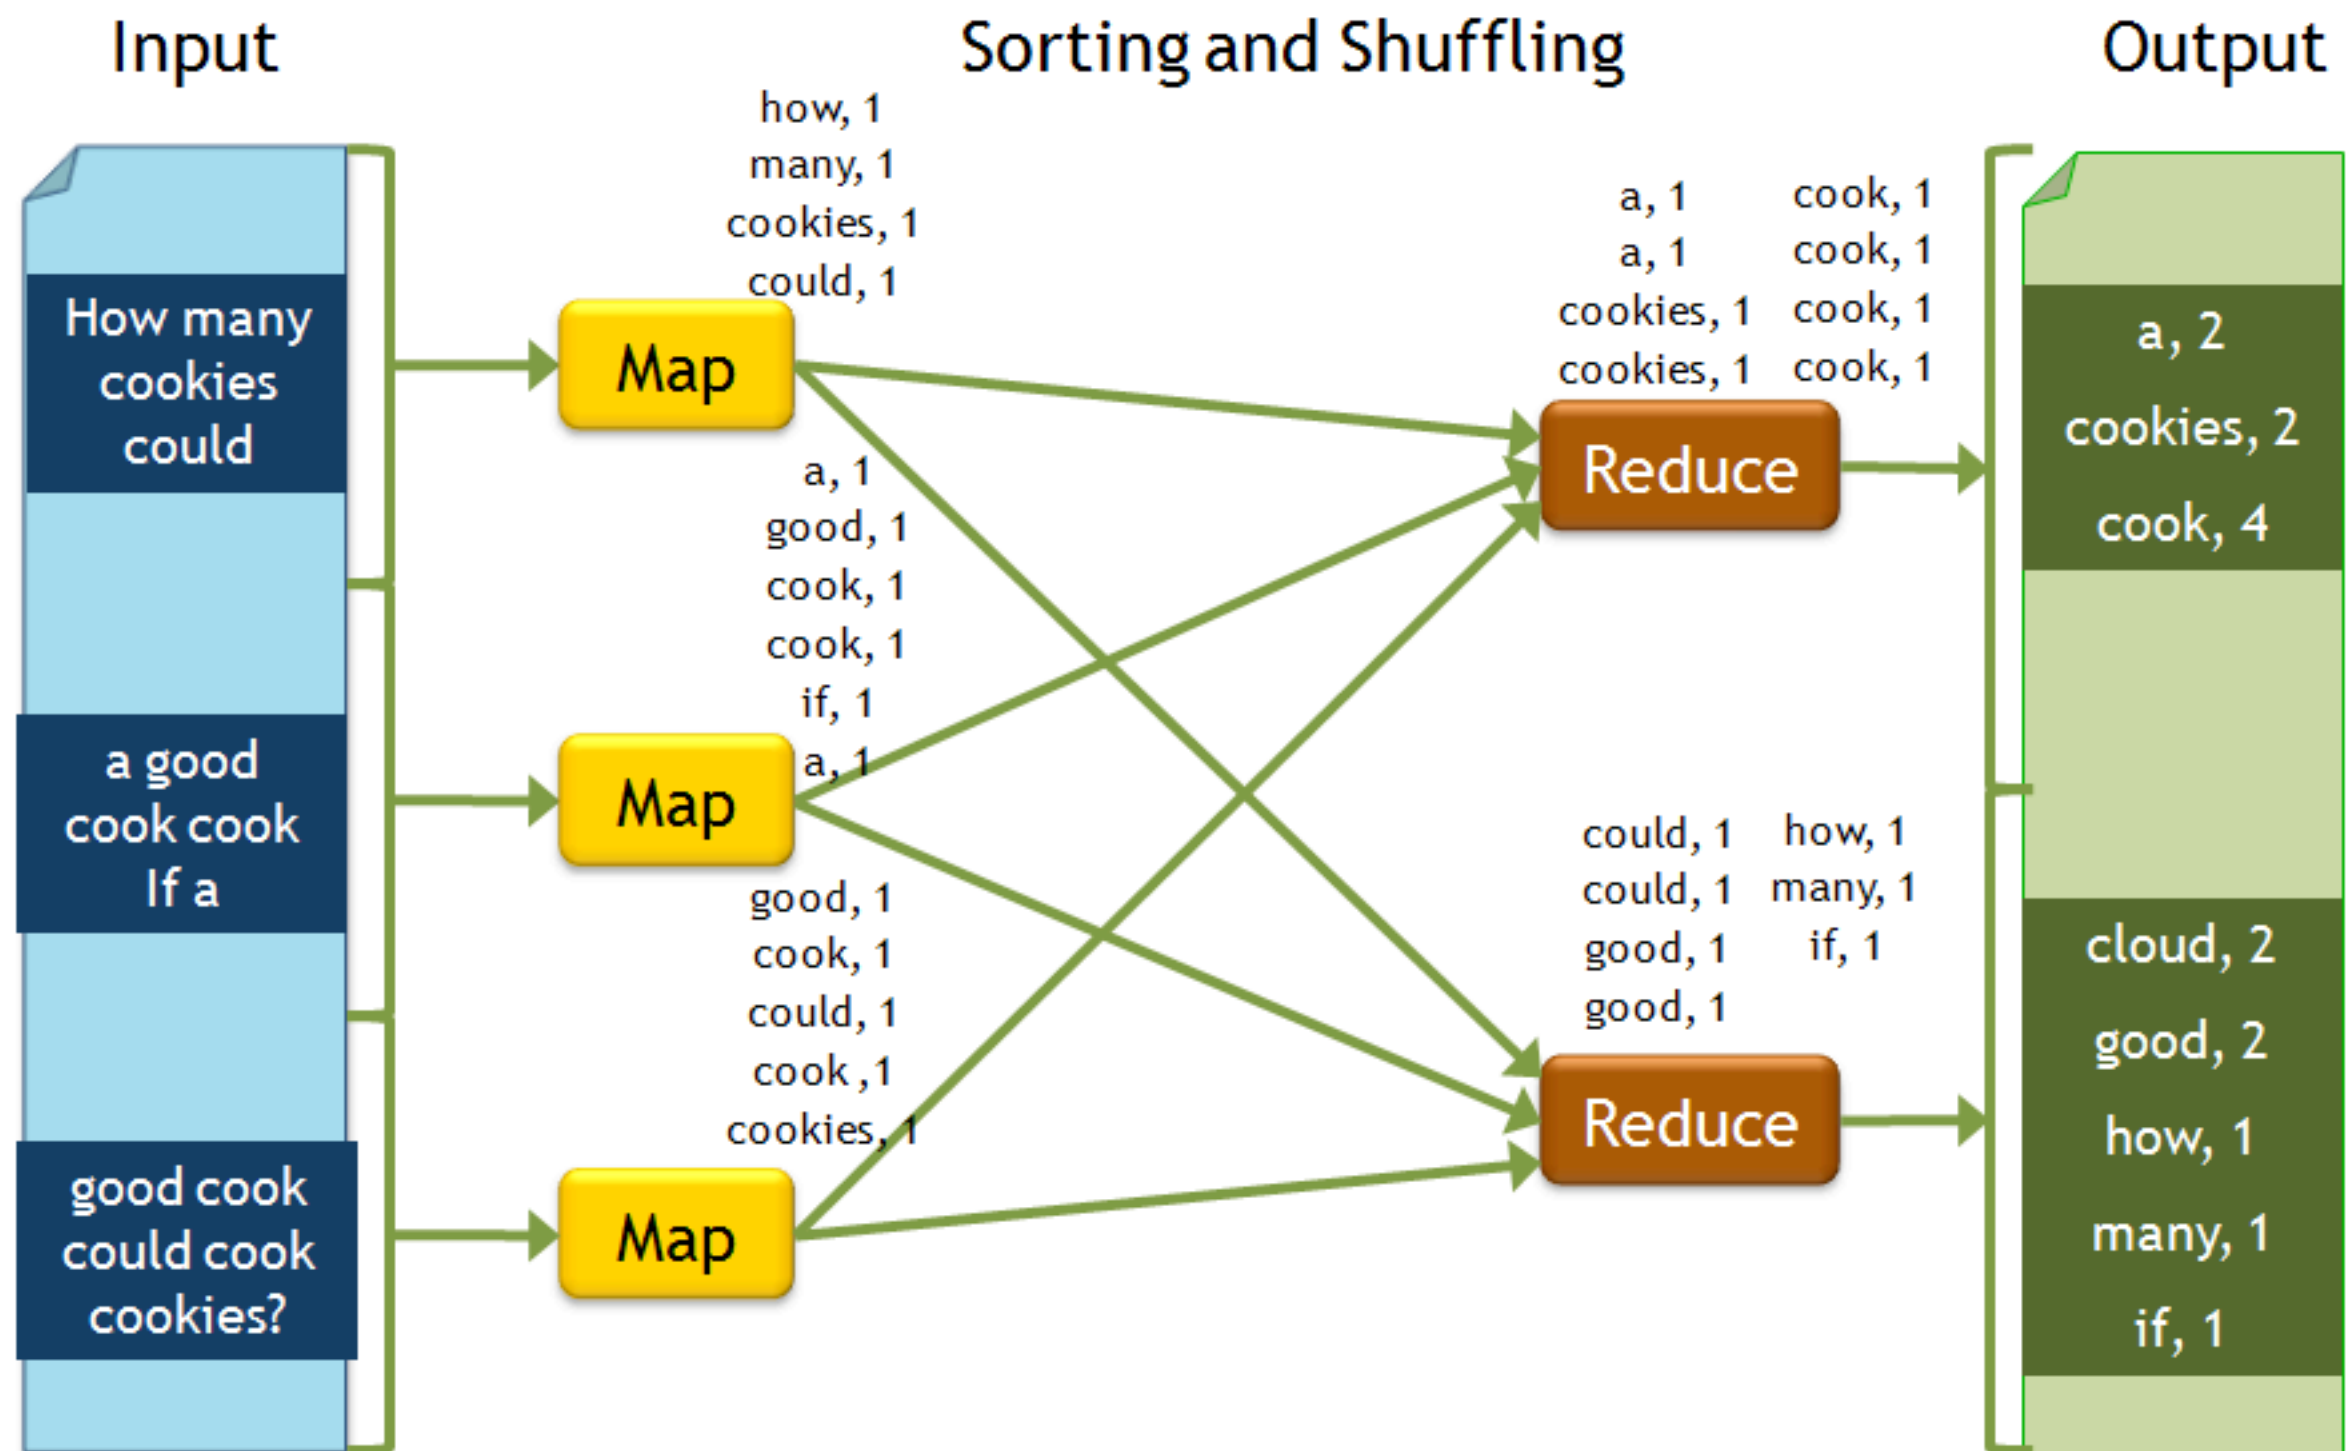 Input
Sorting and Shuffling
Output
How many
cookies
could
a good
cook cook
If a
good cook
could cook
cookies?
how, 1
many, 1
cookies, 1
could, 1
Map
a, 1
good, 1
cook, 1
cook, 1
if, 1
a, 1
Map
good, 1
cook, 1
could, 1
cook ,1
cookies, 1
Map
a, 1
a, 1
cookies, 1
cookies, 1
cook, 1
cook, 1
cook, 1
cook, 1
Reduce
could, 1
could, 1
good, 1
good, 1
how, 1
many, 1
if, 1
Reduce
a, 2
cookies, 2
cook, 4
cloud, 2
good, 2
how, 1
many, 1
if, 1